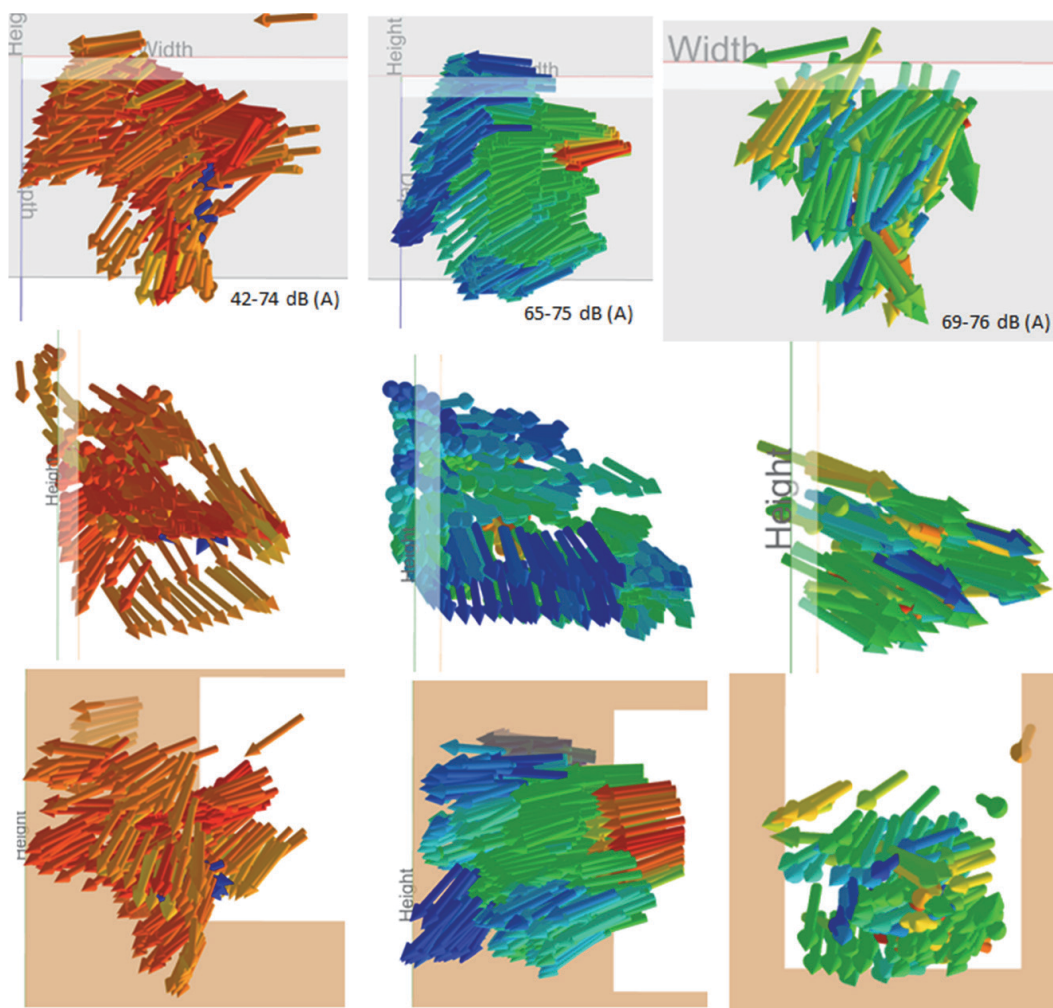 Width
Height
Width
42-74 dB (A)
65-75 dB (A)
69-76 dB (A)
Height
Height
Height
Height